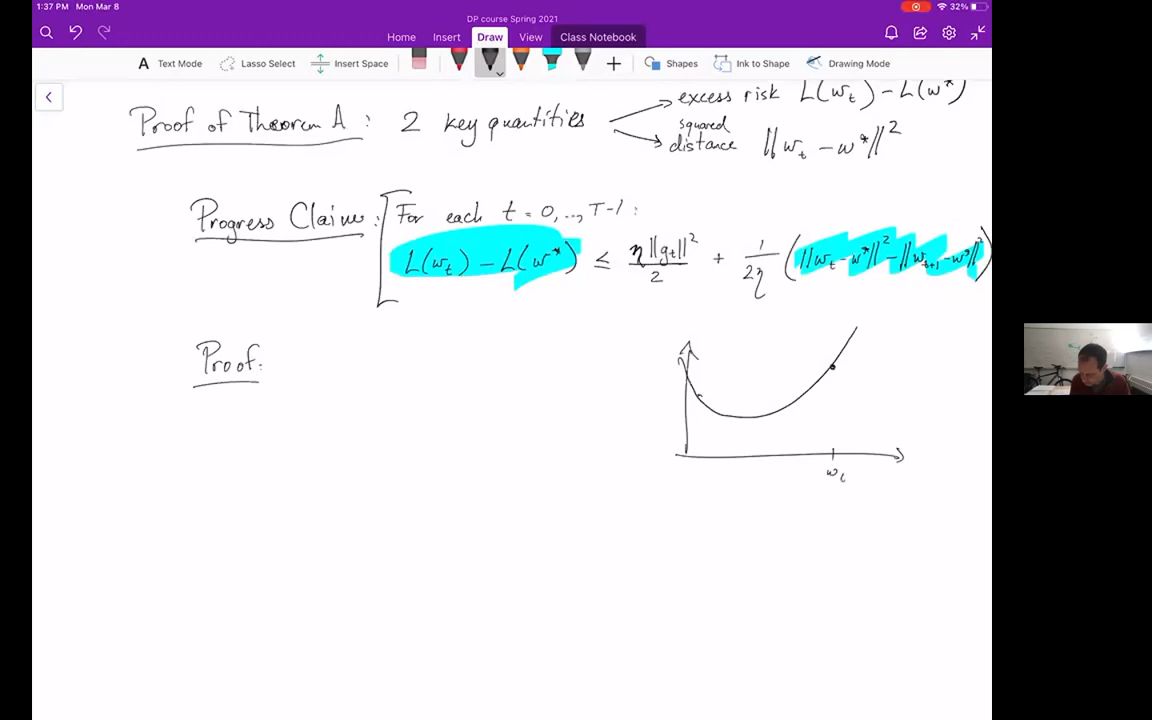 1:37 PM Mon Mar 8
32%
DP course Spring 2021
Home Insert Draw View Class Notebook
A Text Mode Lasso Select Insert Space + Shapes Ink to Shape Drawing Mode
excess risk L(w_t) - L(w*)
Proof of Theorem A : 2 key quantities
squared
distance ||w_t - w*||²
Progress Claim : For each t = 0, ..., T-1 :
L(w_t) - L(w*) ≤ η||g_t||²/2 + 1/2η (||w_t - w*||² - ||w_{t+1} - w*||²)
Proof:
w_t